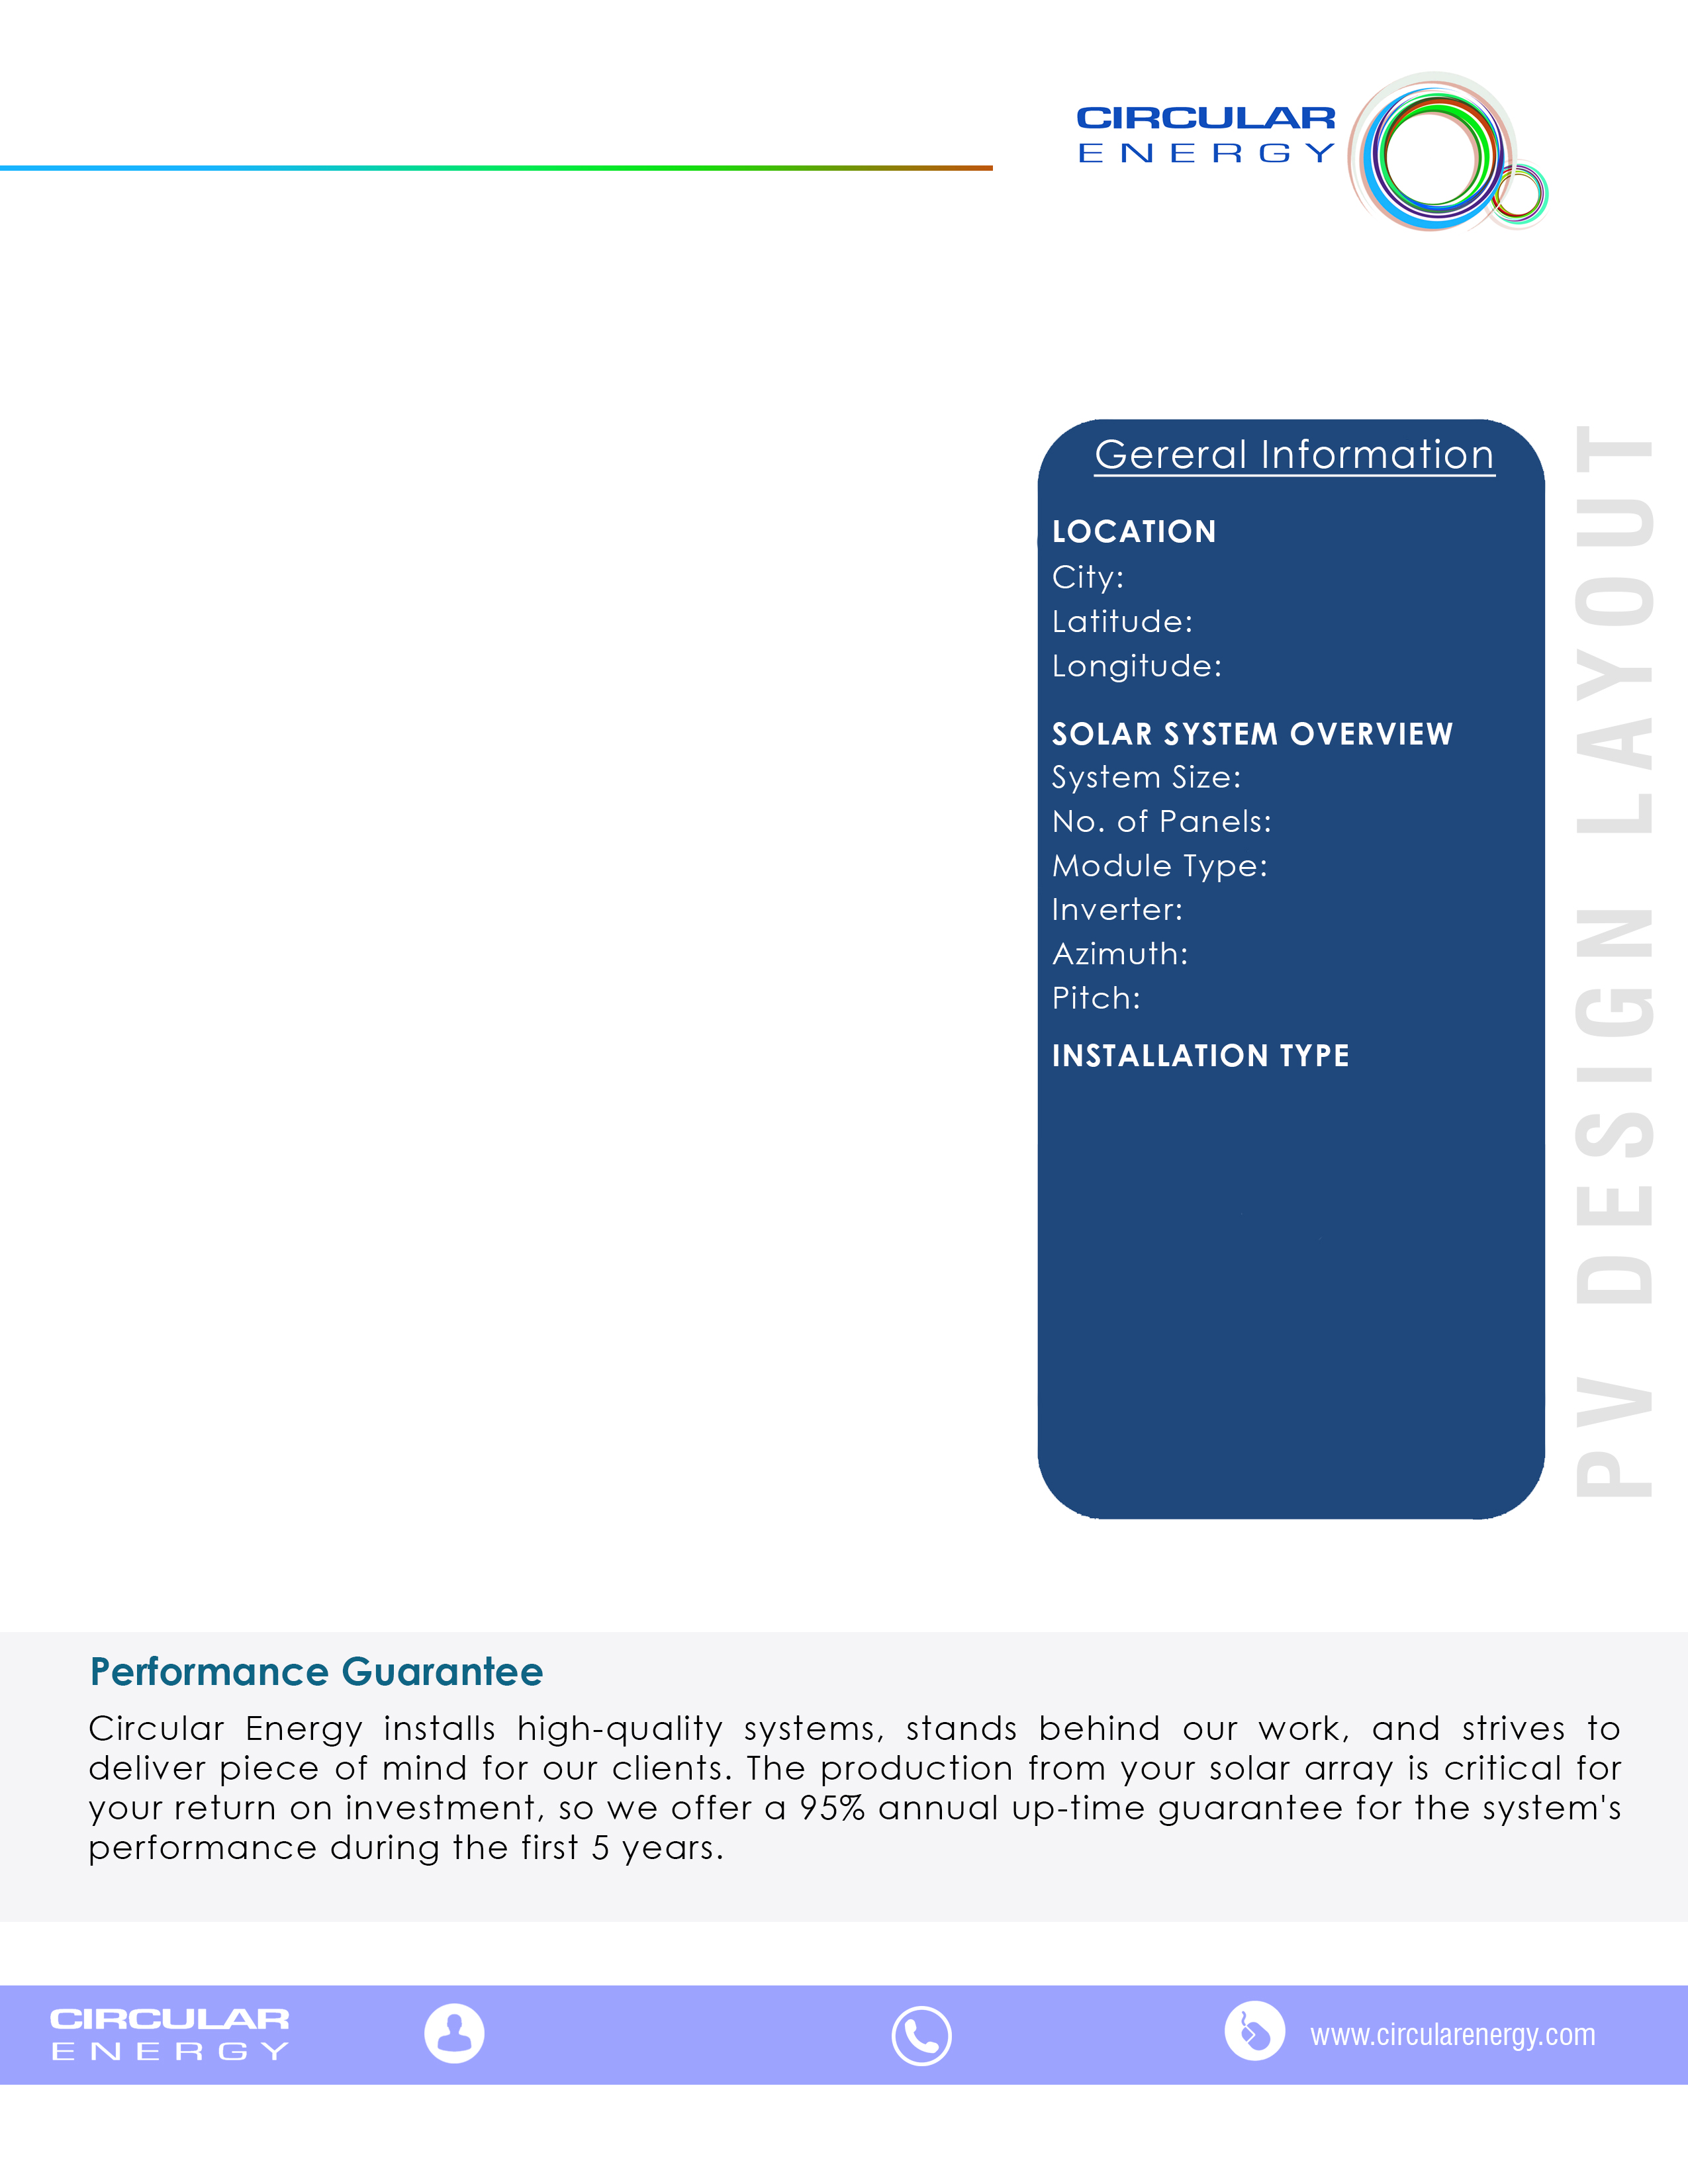 CIRCULAR
ENERGY
Gereral Information
LOCATION
City:
Latitude:
Longitude:
SOLAR SYSTEM OVERVIEW
System Size:
No. of Panels:
Module Type:
Inverter:
Azimuth:
Pitch:
INSTALLATION TYPE
PV DESIGN LAYOUT
Performance Guarantee
Circular Energy installs high-quality systems, stands behind our work, and strives to
deliver piece of mind for our clients. The production from your solar array is critical for
your return on investment, so we offer a 95% annual up-time guarantee for the system's
performance during the first 5 years.
CIRCULAR
ENERGY
www.circularenergy.com